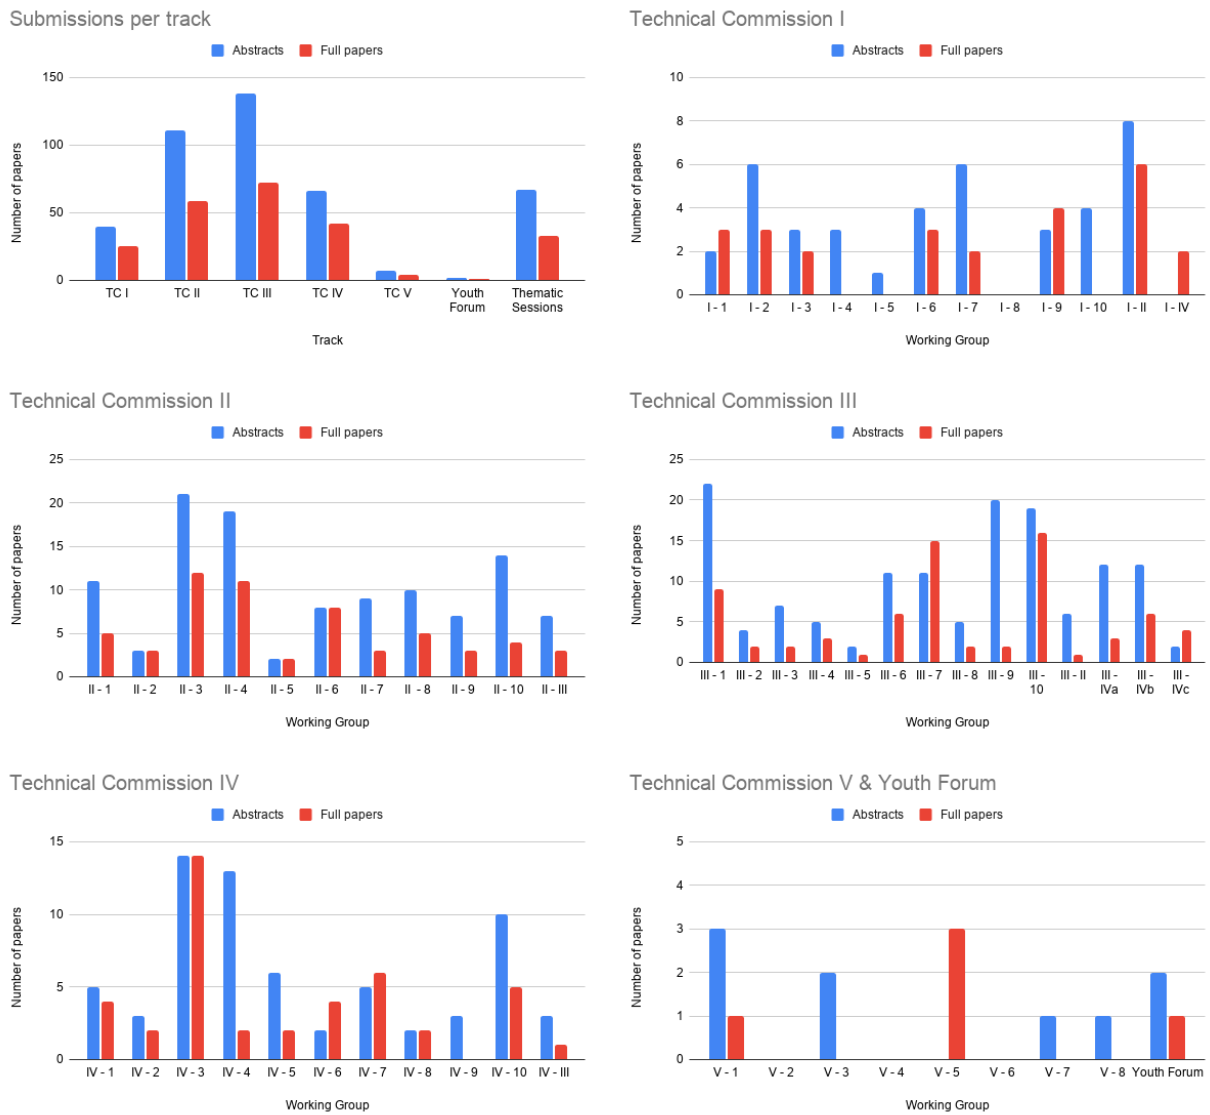 Submissions per track
Abstracts Full papers
150
100
50
0
Number of papers
TC I TC II TC III TC IV TC V Youth Forum Thematic Sessions
Track
Technical Commission I
Abstracts Full papers
10
8
6
4
2
0
Number of papers
I - 1 I - 2 I - 3 I - 4 I - 5 I - 6 I - 7 I - 8 I - 9 I - 10 I - II I - IV
Working Group
Technical Commission II
Abstracts Full papers
25
20
15
10
5
0
Number of papers
II - 1 II - 2 II - 3 II - 4 II - 5 II - 6 II - 7 II - 8 II - 9 II - 10 II - III
Working Group
Technical Commission III
Abstracts Full papers
25
20
15
10
5
0
Number of papers
III - 1 III - 2 III - 3 III - 4 III - 5 III - 6 III - 7 III - 8 III - 9 III - 10 III - II III - IVa III - IVb III - IVc
Working Group
Technical Commission IV
Abstracts Full papers
15
10
5
0
Number of papers
IV - 1 IV - 2 IV - 3 IV - 4 IV - 5 IV - 6 IV - 7 IV - 8 IV - 9 IV - 10 IV - III
Working Group
Technical Commission V & Youth Forum
Abstracts Full papers
5
4
3
2
1
0
Number of papers
V - 1 V - 2 V - 3 V - 4 V - 5 V - 6 V - 7 V - 8 Youth Forum
Working Group